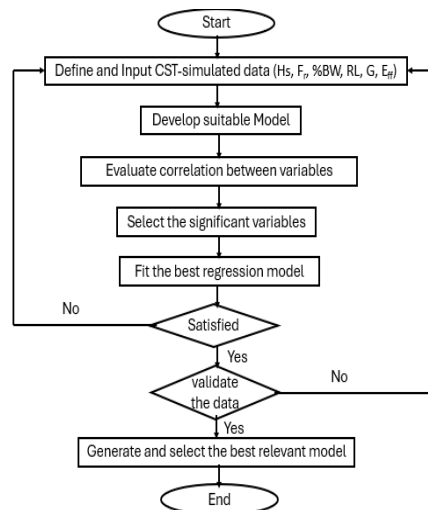 Start
Define and Input CST-simulated data (Hs, Fr, %BW, RL, G, Eff)
Develop suitable Model
Evaluate correlation between variables
Select the significant variables
Fit the best regression model
No
Satisfied
Yes
validate
the data
No
Yes
Generate and select the best relevant model
End